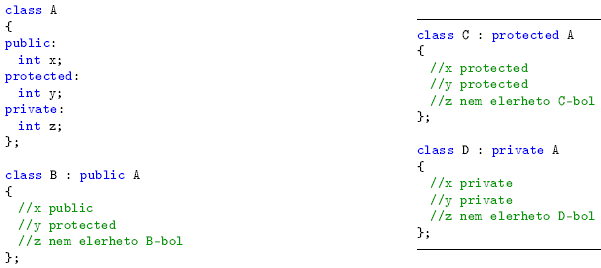 class A
{
public:
  int x;
protected:
  int y;
private:
  int z;
};
class B : public A
{
  //x public
  //y protected
  //z nem elerheto B-bol
};
class C : protected A
{
  //x protected
  //y protected
  //z nem elerheto C-bol
};
class D : private A
{
  //x private
  //y private
  //z nem elerheto D-bol
};